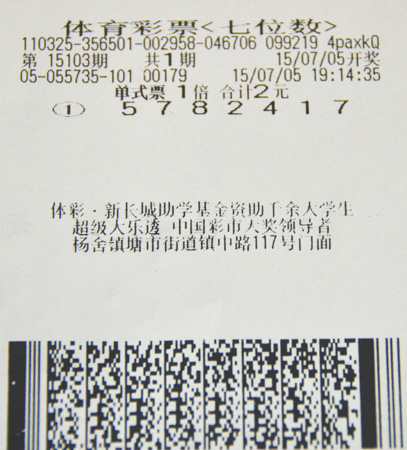 体育彩票<七位数>
110325-356501-002958-046706 099219 4paxkQ
第 15103期 共1期 15/07/05开奖
05-055735-101 00179 15/07/05 19:14:35
单式票 1倍 合计2元
① 5 7 8 2 4 1 7
体彩·新长城助学基金资助千余大学生
超级大乐透 中国彩市大奖领导者
杨舍镇塘市街道镇中路117号门面